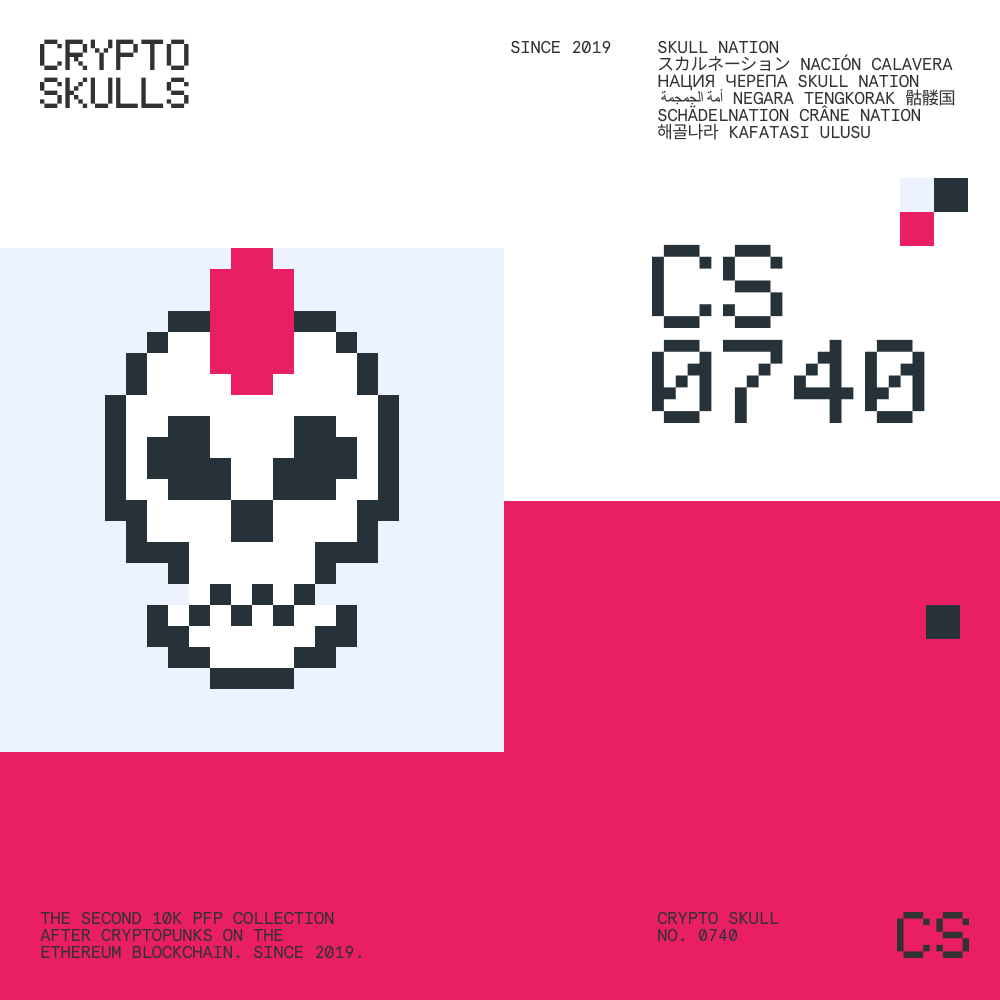 CRYPTO
SKULLS
SINCE 2019
SKULL NATION
スカルネーション NACIÓN CALAVERA
НАЦИЯ ЧЕРЕПА SKULL NATION
أمة الجمجمة NEGARA TENGKORAK 骷髅国
SCHÄDELNATION CRÂNE NATION
해골나라 KAFATASI ULUSU
CS
0740
THE SECOND 10K PFP COLLECTION
AFTER CRYPTOPUNKS ON THE
ETHEREUM BLOCKCHAIN. SINCE 2019.
CRYPTO SKULL
NO. 0740
CS